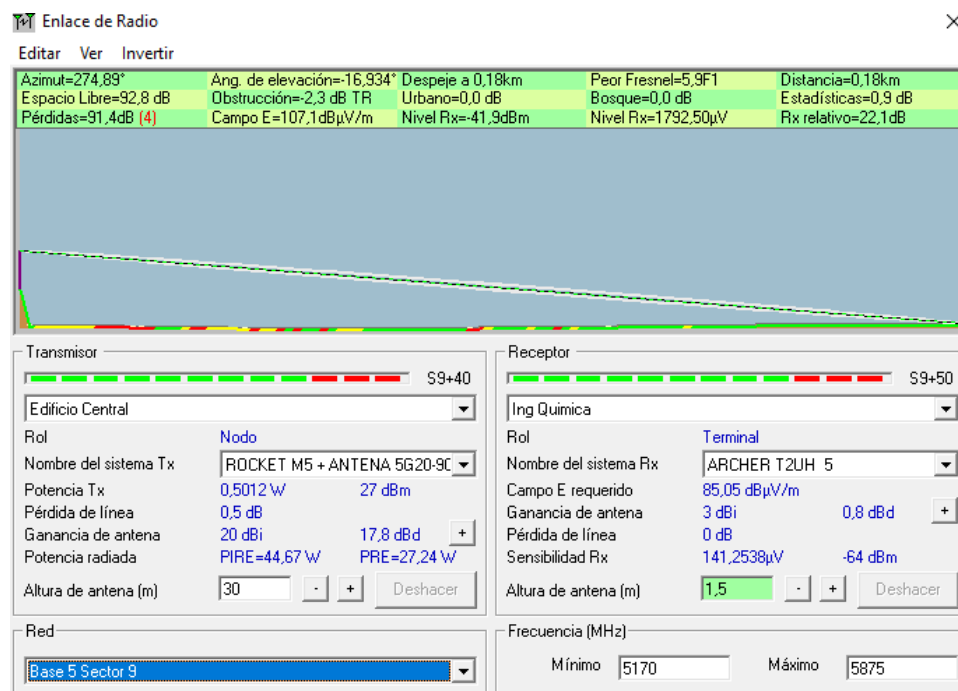 Enlace de Radio
Editar Ver Invertir
Azimut=274,89° Ang. de elevación=-16,934° Despeje a 0,18km Peor Fresnel=5,9F1 Distancia=0,18km
Espacio Libre=92,8 dB Obstrucción=-2,3 dB TR Urbano=0,0 dB Bosque=0,0 dB Estadísticas=0,9 dB
Pérdidas=91,4dB (4) Campo E=107,1dBµV/m Nivel Rx=-41,9dBm Nivel Rx=1792,50µV Rx relativo=22,1dB
Transmisor
S9+40
Edificio Central
Rol Nodo
Nombre del sistema Tx ROCKET M5 + ANTENA 5G20-90
Potencia Tx 0,5012 W 27 dBm
Pérdida de línea 0,5 dB
Ganancia de antena 20 dBi 17,8 dBd +
Potencia radiada PIRE=44,67 W PRE=27,24 W
Altura de antena (m) 30 - + Deshacer
Red
Base 5 Sector 9
Receptor
S9+50
Ing Quimica
Rol Terminal
Nombre del sistema Rx ARCHER T2UH 5
Campo E requerido 85,05 dBµV/m
Ganancia de antena 3 dBi 0,8 dBd +
Pérdida de línea 0 dB
Sensibilidad Rx 141,2538µV -64 dBm
Altura de antena (m) 1,5 - + Deshacer
Frecuencia (MHz)
Mínimo 5170 Máximo 5875